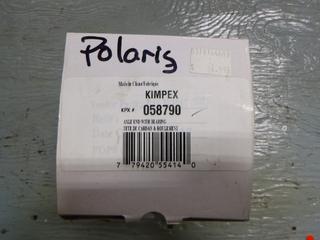 Polaris
Made in China/Fabriqué
KIMPEX
KPX # 058790
AXLE END WITH BEARING
TETE DE CARDAN & ROULEMENT
7 79420 55414 0